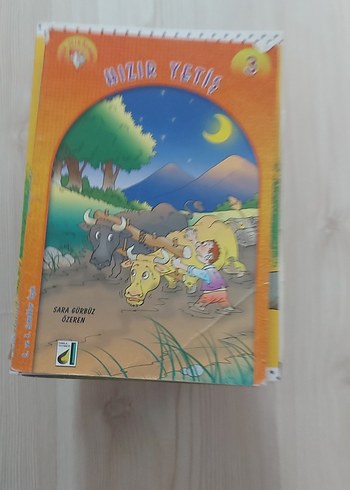 HIZIR YETİŞ
3
SARA GÜRBÜZ
ÖZEREN